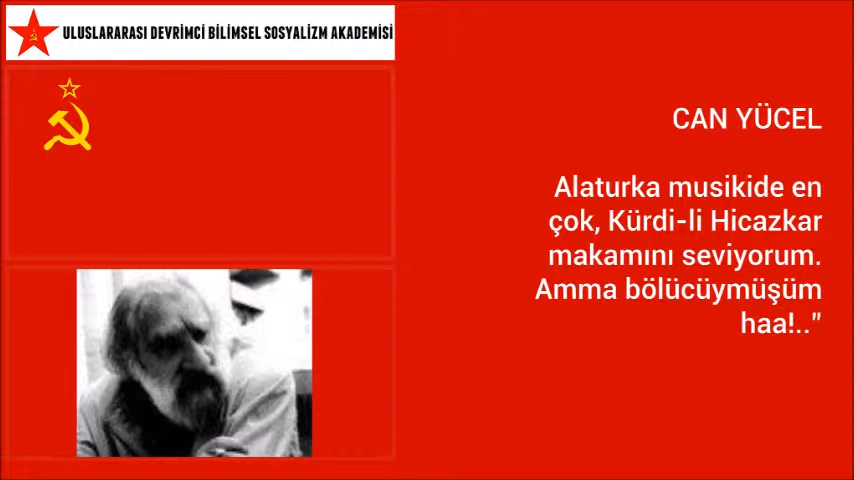 ULUSLARARASI DEVRİMCİ BİLİMSEL SOSYALİZM AKADEMİSİ
CAN YÜCEL
Alaturka musikide en
çok, Kürdi-li Hicazkar
makamını seviyorum.
Amma bölücüymüşüm
haa!.."